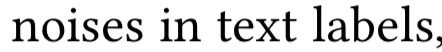 noises in text labels,